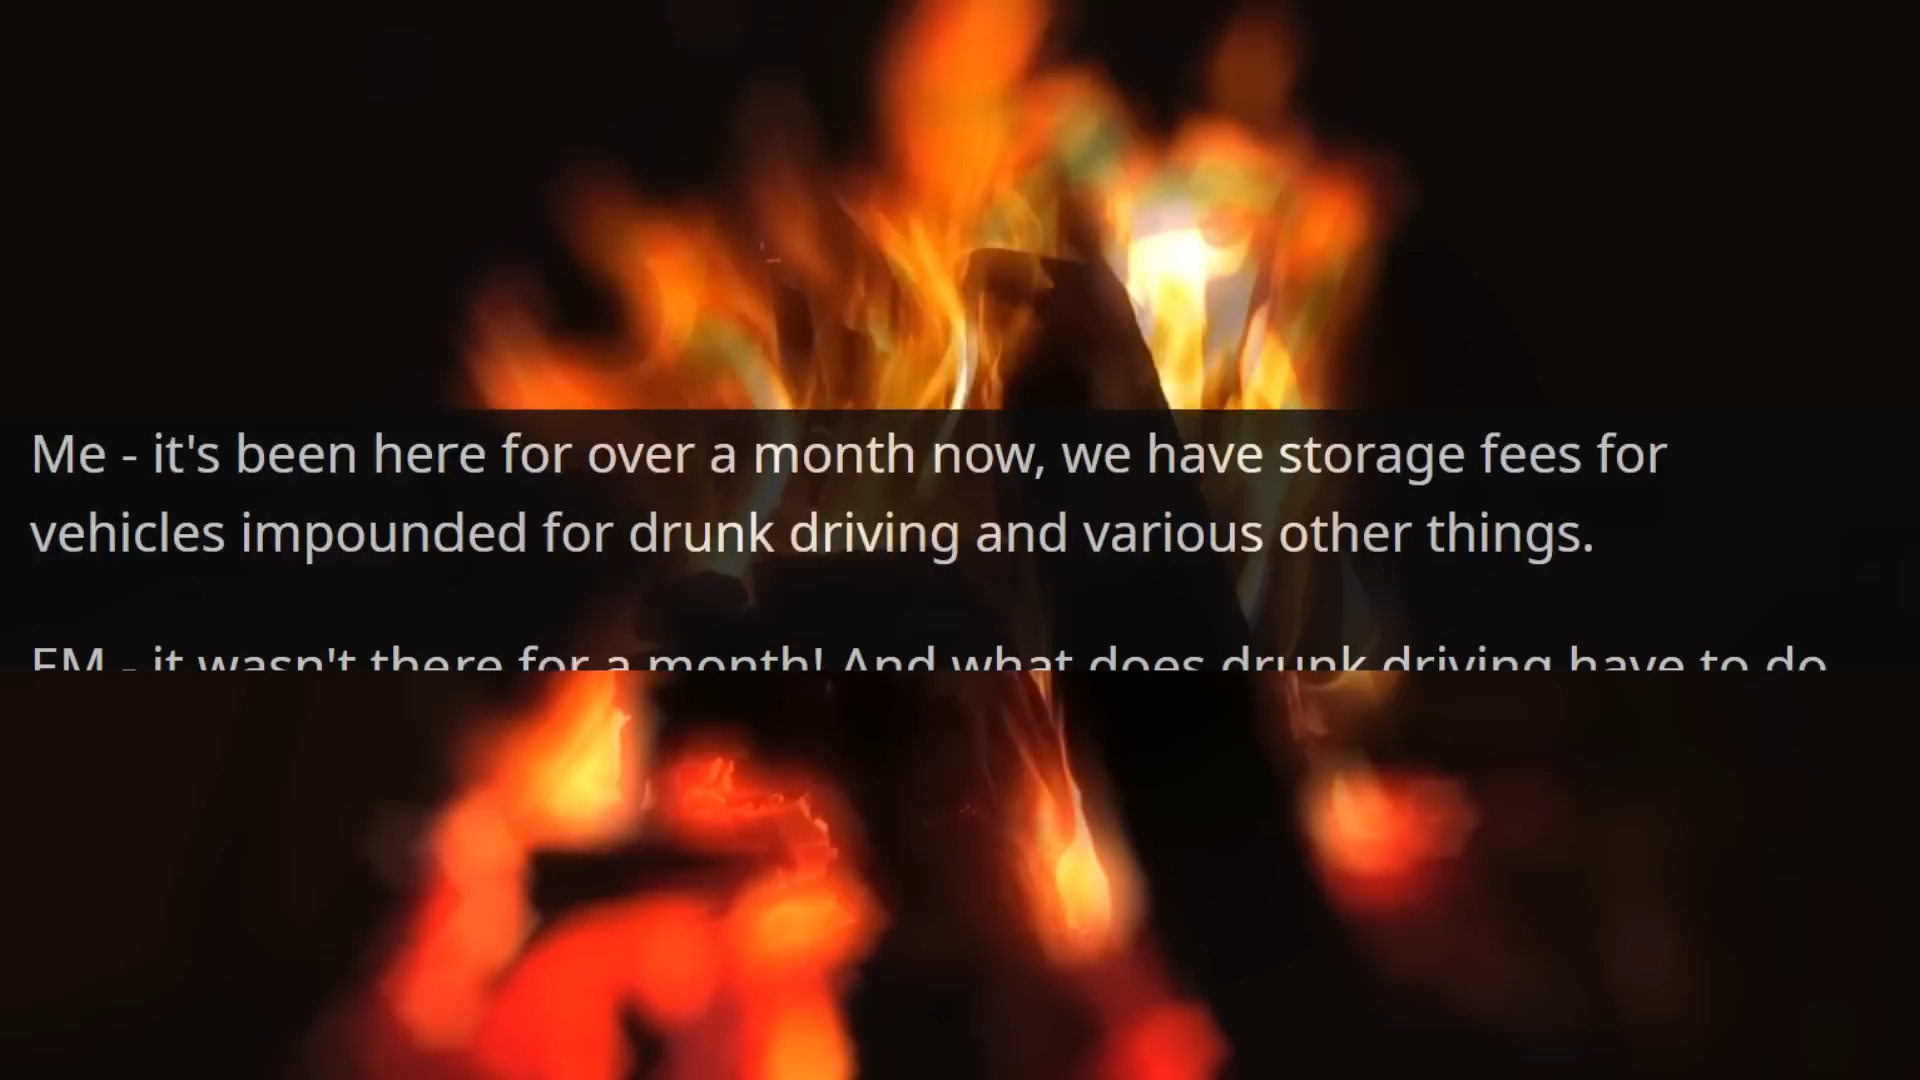 Me - it's been here for over a month now, we have storage fees for
vehicles impounded for drunk driving and various other things.
EM - it wasn't there for a month! And what does drunk driving have to do